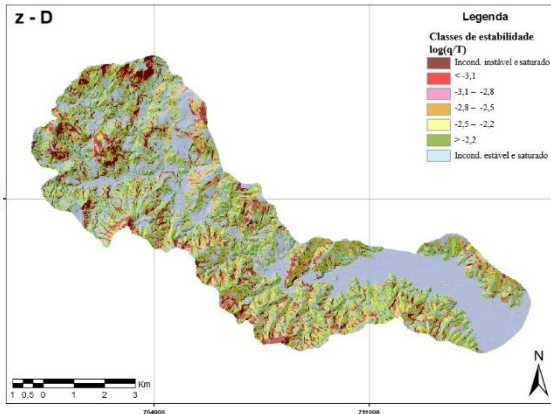 z - D
Legenda
Classes de estabilidade
log(q/T)
Incond. instável e saturado
< -3,1
-3,1 – -2,8
-2,8 – -2,5
-2,5 – -2,2
> -2,2
Incond. estável e saturado
1 0,5 0 1 2 3
Km
N
704000
711000